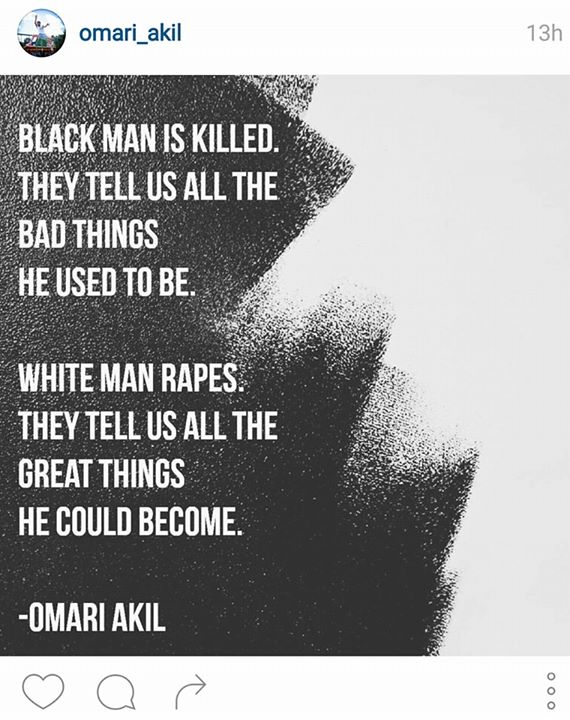 omari_akil
13h
BLACK MAN IS KILLED.
THEY TELL US ALL THE
BAD THINGS
HE USED TO BE.
WHITE MAN RAPES.
THEY TELL US ALL THE
GREAT THINGS
HE COULD BECOME.
-OMARI AKIL